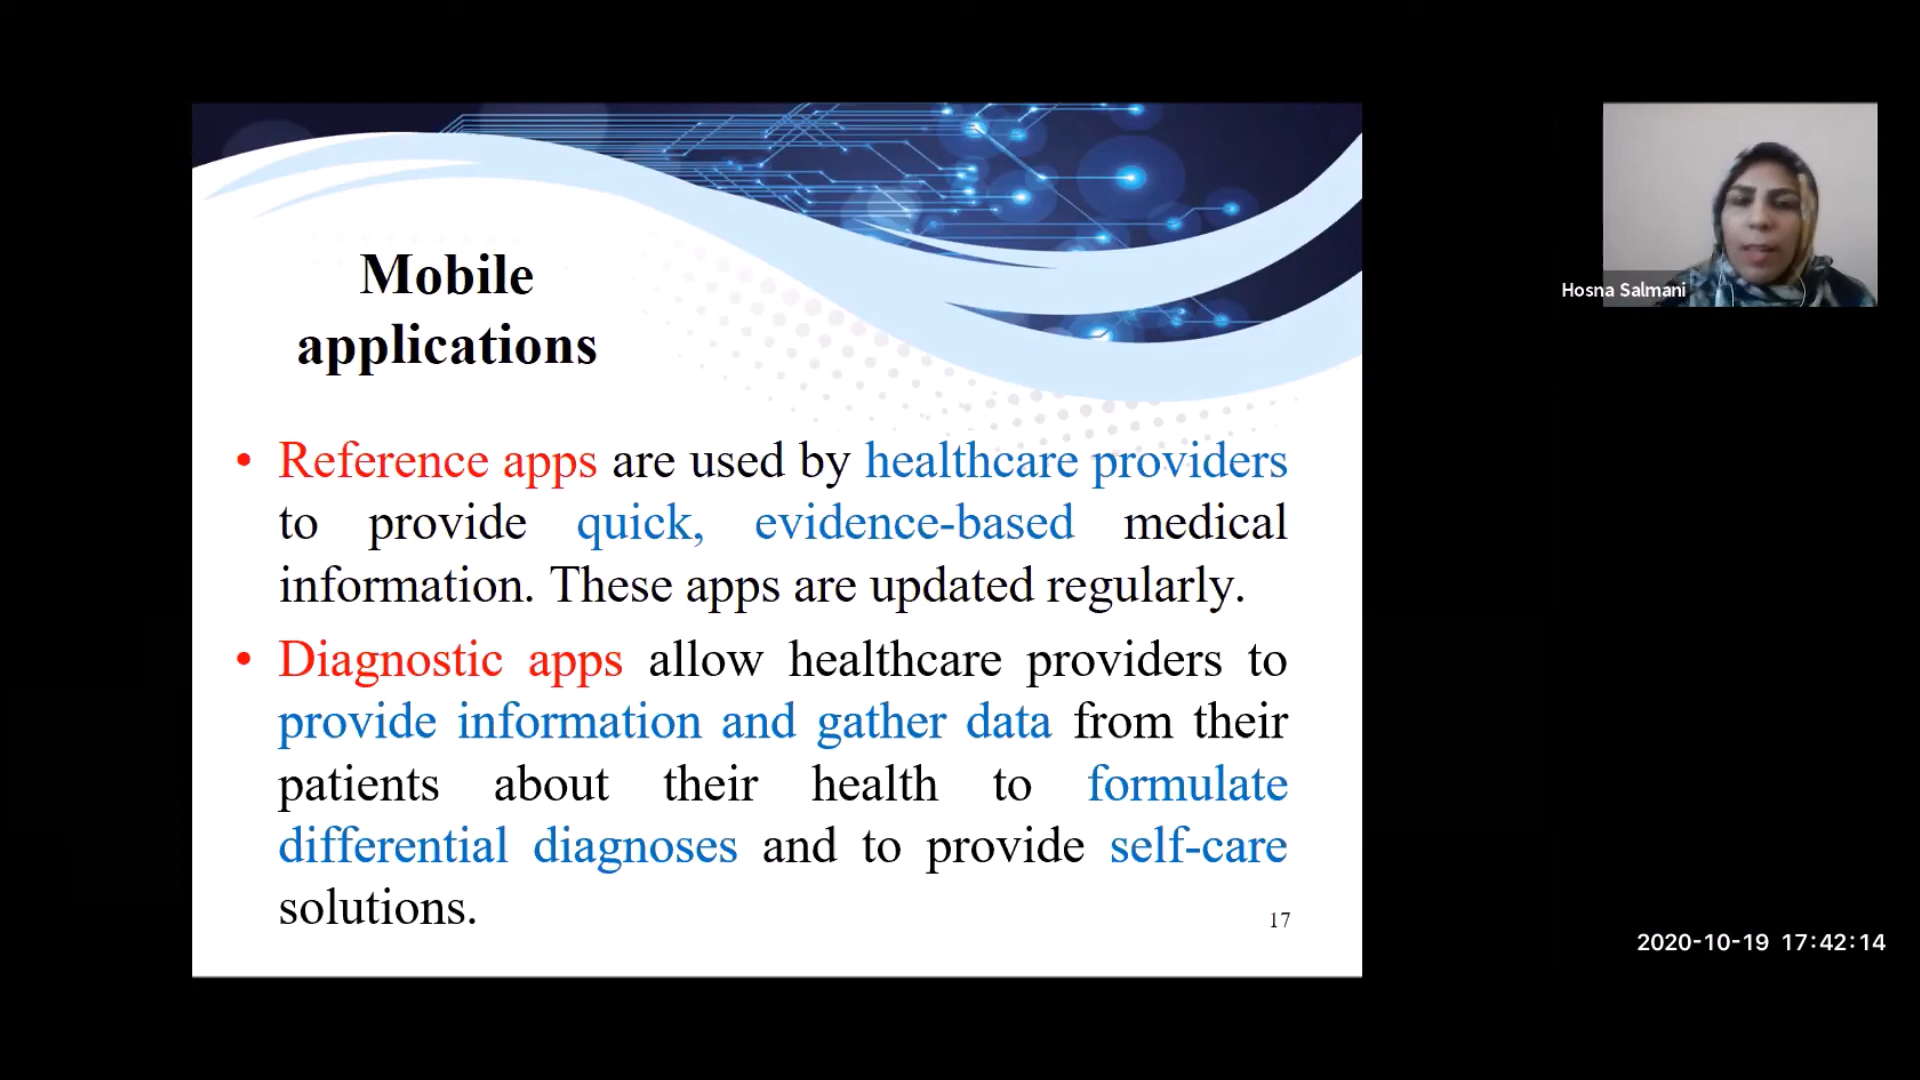 Mobile
applications
• Reference apps are used by healthcare providers
to provide quick, evidence-based medical
information. These apps are updated regularly.
• Diagnostic apps allow healthcare providers to
provide information and gather data from their
patients about their health to formulate
differential diagnoses and to provide self-care
solutions.
17
Hosna Salmani
2020-10-19 17:42:14